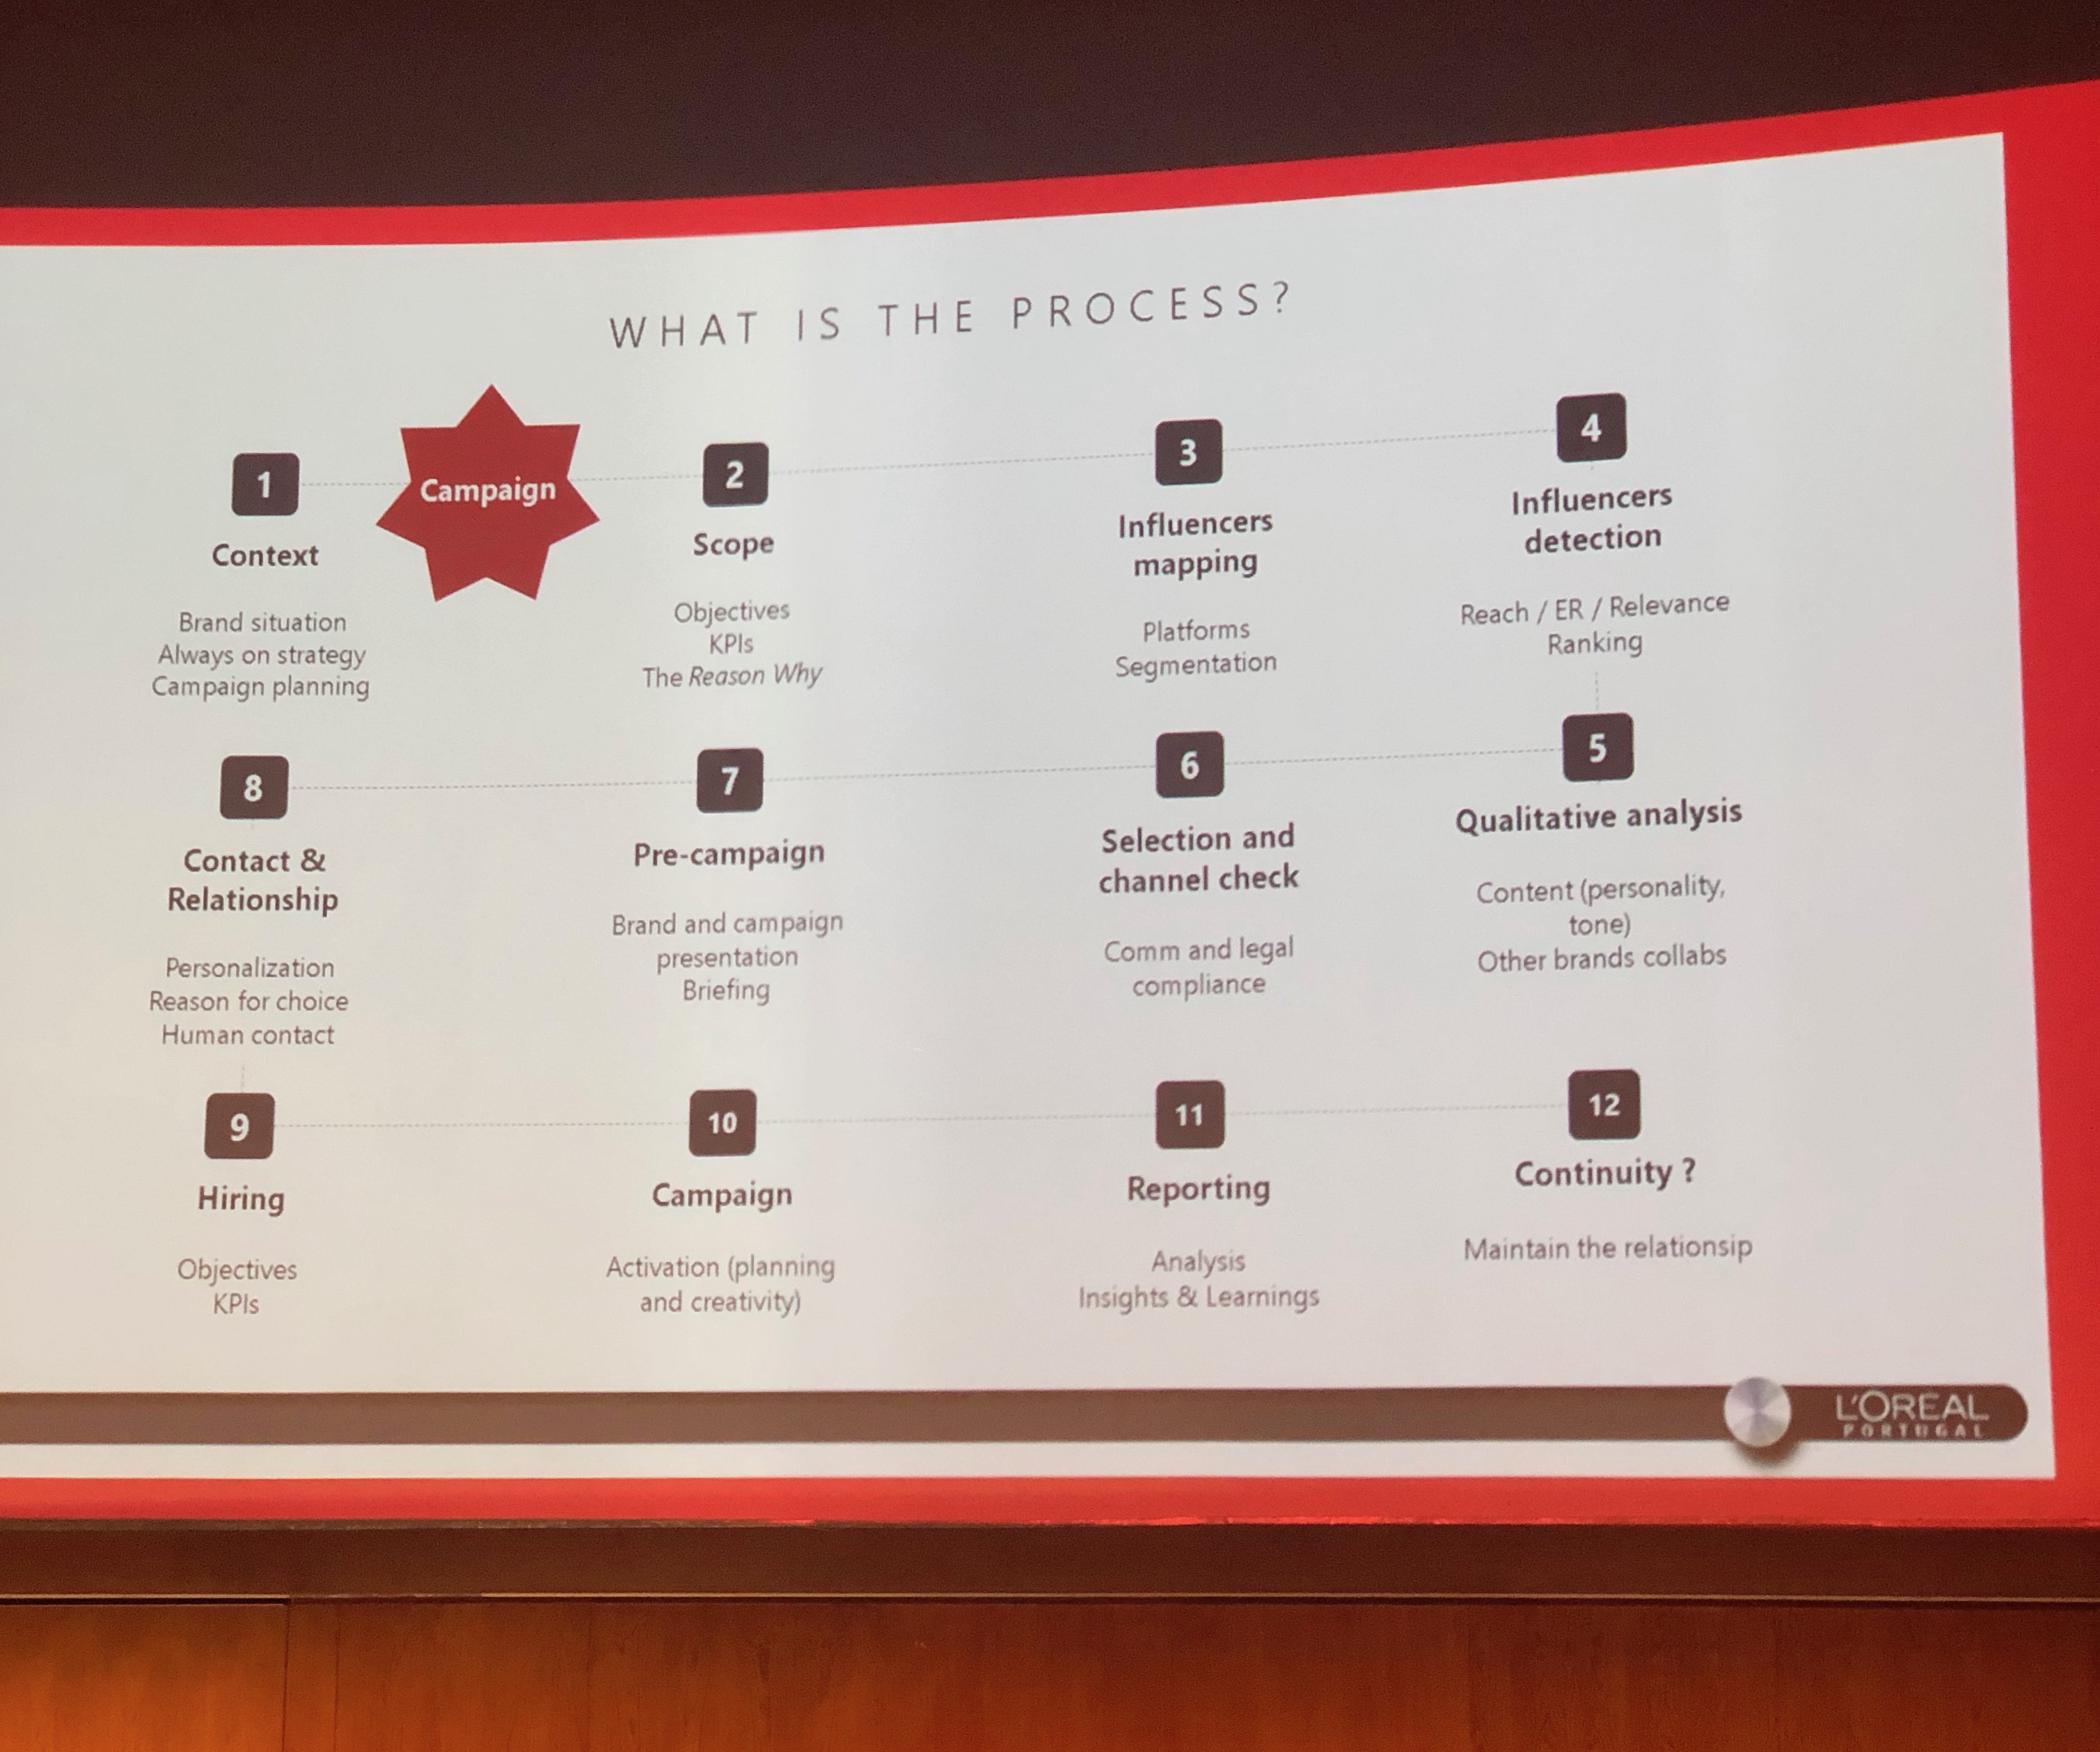 WHAT IS THE PROCESS?
1
Context
Brand situation
Always on strategy
Campaign planning
Campaign
2
Scope
Objectives
KPIs
The Reason Why
3
Influencers
mapping
Platforms
Segmentation
4
Influencers
detection
Reach / ER / Relevance
Ranking
5
Qualitative analysis
Content (personality,
tone)
Other brands collabs
6
Selection and
channel check
Comm and legal
compliance
7
Pre-campaign
Brand and campaign
presentation
Briefing
8
Contact &
Relationship
Personalization
Reason for choice
Human contact
9
Hiring
Objectives
KPIs
10
Campaign
Activation (planning
and creativity)
11
Reporting
Analysis
Insights & Learnings
12
Continuity ?
Maintain the relationsip
L'ORÉAL
PORTUGAL